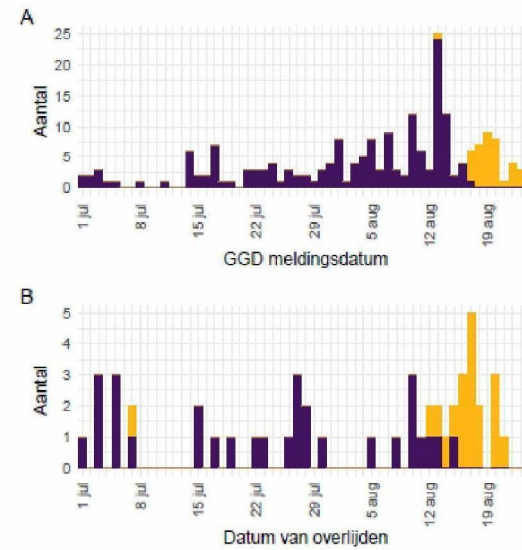 A
25
20
15
10
5
0
Aantal
1 jul
8 jul
15 jul
22 jul
29 jul
5 aug
12 aug
19 aug
GGD meldingsdatum
B
5
4
3
2
1
0
Aantal
1 jul
8 jul
15 jul
22 jul
29 jul
5 aug
12 aug
19 aug
Datum van overlijden